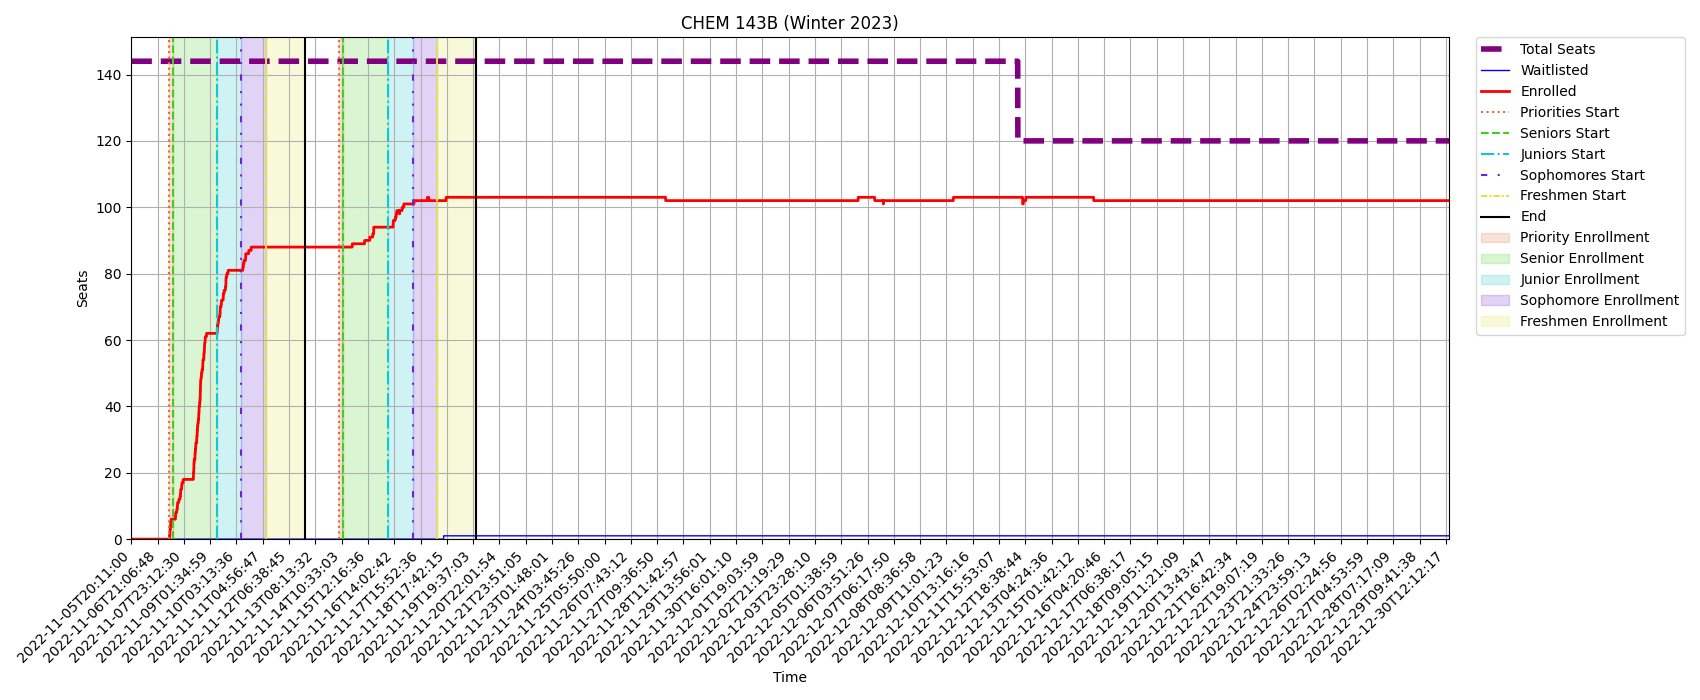 CHEM 143B (Winter 2023)
Seats
140
120
100
80
60
40
20
0
2022-11-05T20:11:00
2022-11-06T21:06:48
2022-11-07T23:12:30
2022-11-09T01:34:59
2022-11-10T03:13:36
2022-11-11T04:56:47
2022-11-12T06:38:45
2022-11-13T08:13:32
2022-11-14T10:33:03
2022-11-15T12:16:36
2022-11-16T14:02:42
2022-11-17T15:52:36
2022-11-18T17:42:15
2022-11-19T19:37:03
2022-11-20T22:01:54
2022-11-21T23:51:05
2022-11-23T01:48:01
2022-11-24T03:45:26
2022-11-25T05:50:00
2022-11-26T07:43:12
2022-11-27T09:36:50
2022-11-28T11:42:57
2022-11-29T13:56:01
2022-11-30T16:01:10
2022-12-01T19:03:59
2022-12-02T21:19:29
2022-12-03T23:28:10
2022-12-05T01:38:59
2022-12-06T03:51:26
2022-12-07T06:17:50
2022-12-08T08:36:58
2022-12-09T11:01:23
2022-12-10T13:16:16
2022-12-11T15:53:07
2022-12-12T18:38:44
2022-12-13T04:24:36
2022-12-15T01:42:12
2022-12-16T04:20:46
2022-12-17T06:38:17
2022-12-18T09:05:15
2022-12-19T11:21:09
2022-12-20T13:43:47
2022-12-21T16:42:34
2022-12-22T19:07:19
2022-12-23T21:33:26
2022-12-24T23:59:13
2022-12-26T02:24:56
2022-12-27T04:53:59
2022-12-28T07:17:09
2022-12-29T09:41:38
2022-12-30T12:12:17
Time
Total Seats
Waitlisted
Enrolled
Priorities Start
Seniors Start
Juniors Start
Sophomores Start
Freshmen Start
End
Priority Enrollment
Senior Enrollment
Junior Enrollment
Sophomore Enrollment
Freshmen Enrollment